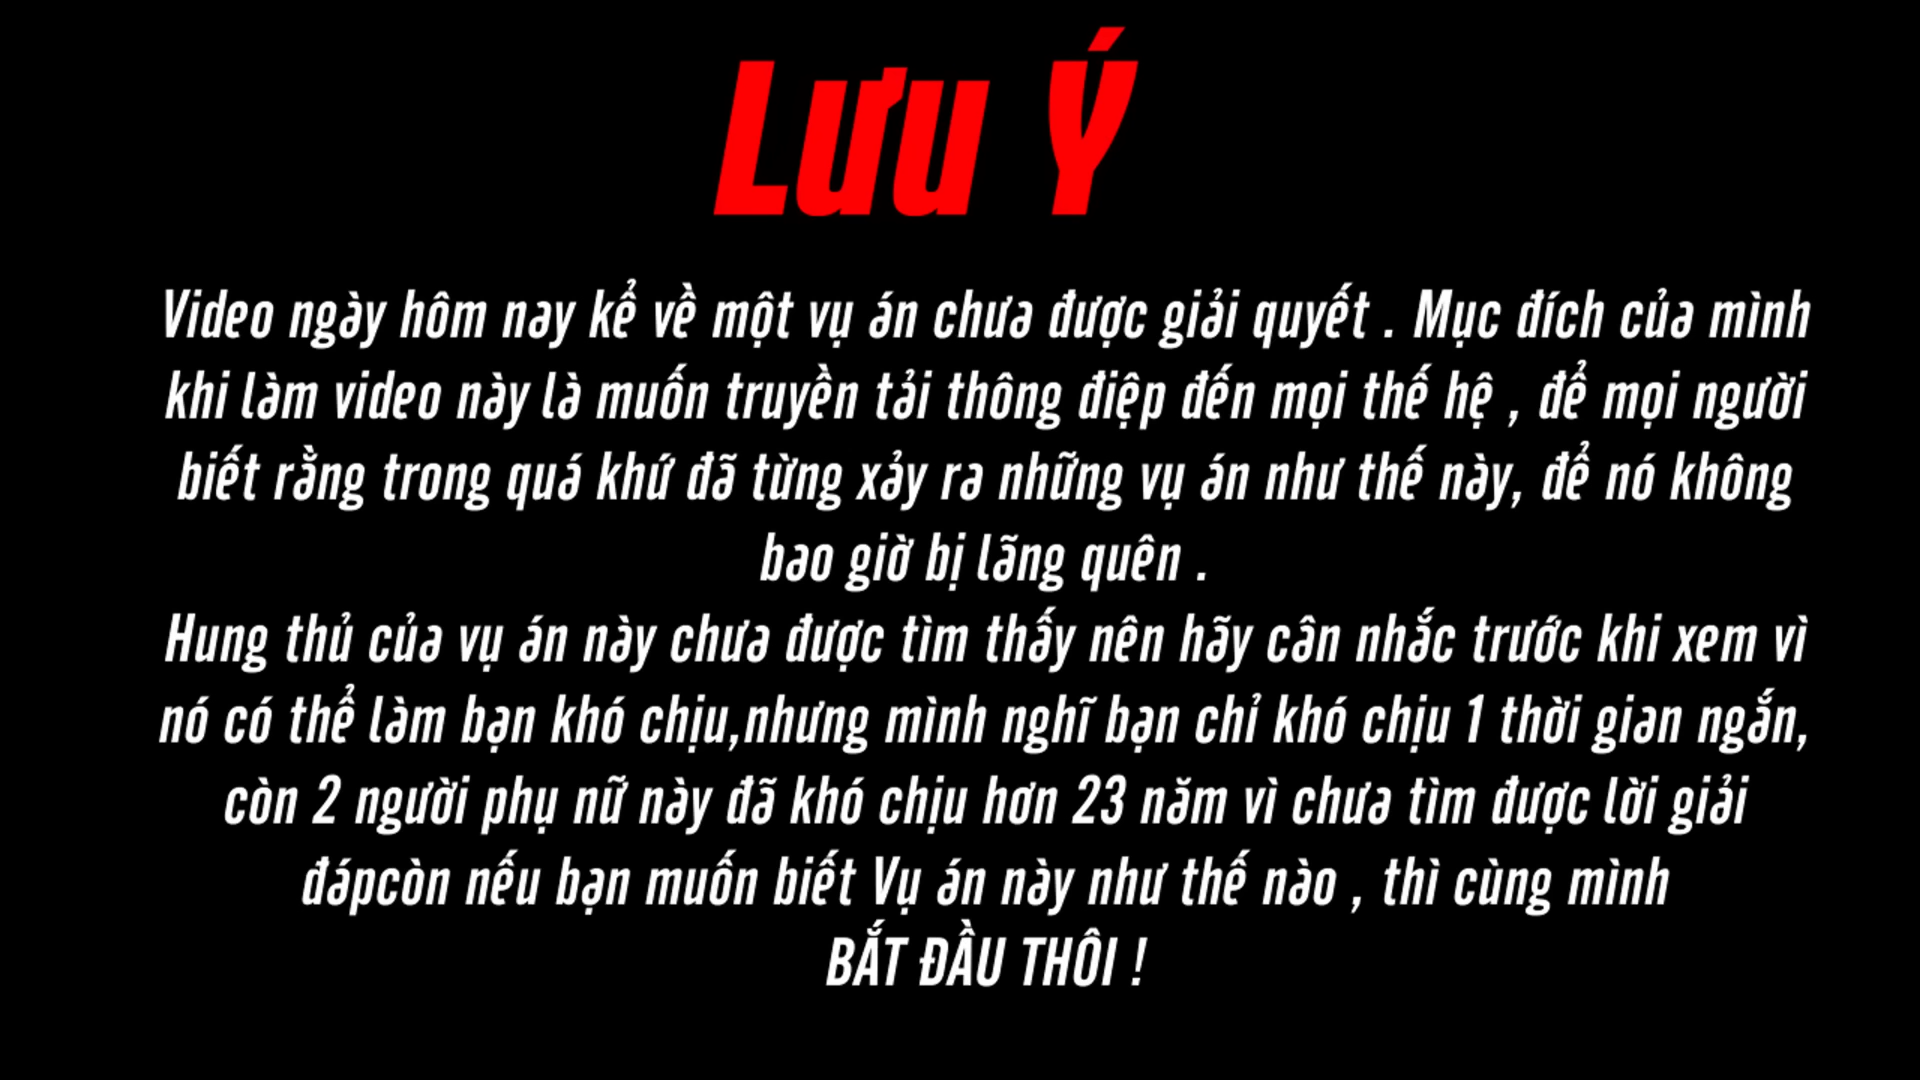 Lưu Ý
Video ngày hôm nay kể về một vụ án chưa được giải quyết . Mục đích của mình
khi làm video này là muốn truyền tải thông điệp đến mọi thế hệ , để mọi người
biết rằng trong quá khứ đã từng xảy ra những vụ án như thế này, để nó không
bao giờ bị lãng quên .
Hung thủ của vụ án này chưa được tìm thấy nên hãy cân nhắc trước khi xem vì
nó có thể làm bạn khó chịu,nhưng mình nghĩ bạn chỉ khó chịu 1 thời gian ngắn,
còn 2 người phụ nữ này đã khó chịu hơn 23 năm vì chưa tìm được lời giải
đápcòn nếu bạn muốn biết Vụ án này như thế nào , thì cùng mình
BẮT ĐẦU THÔI !